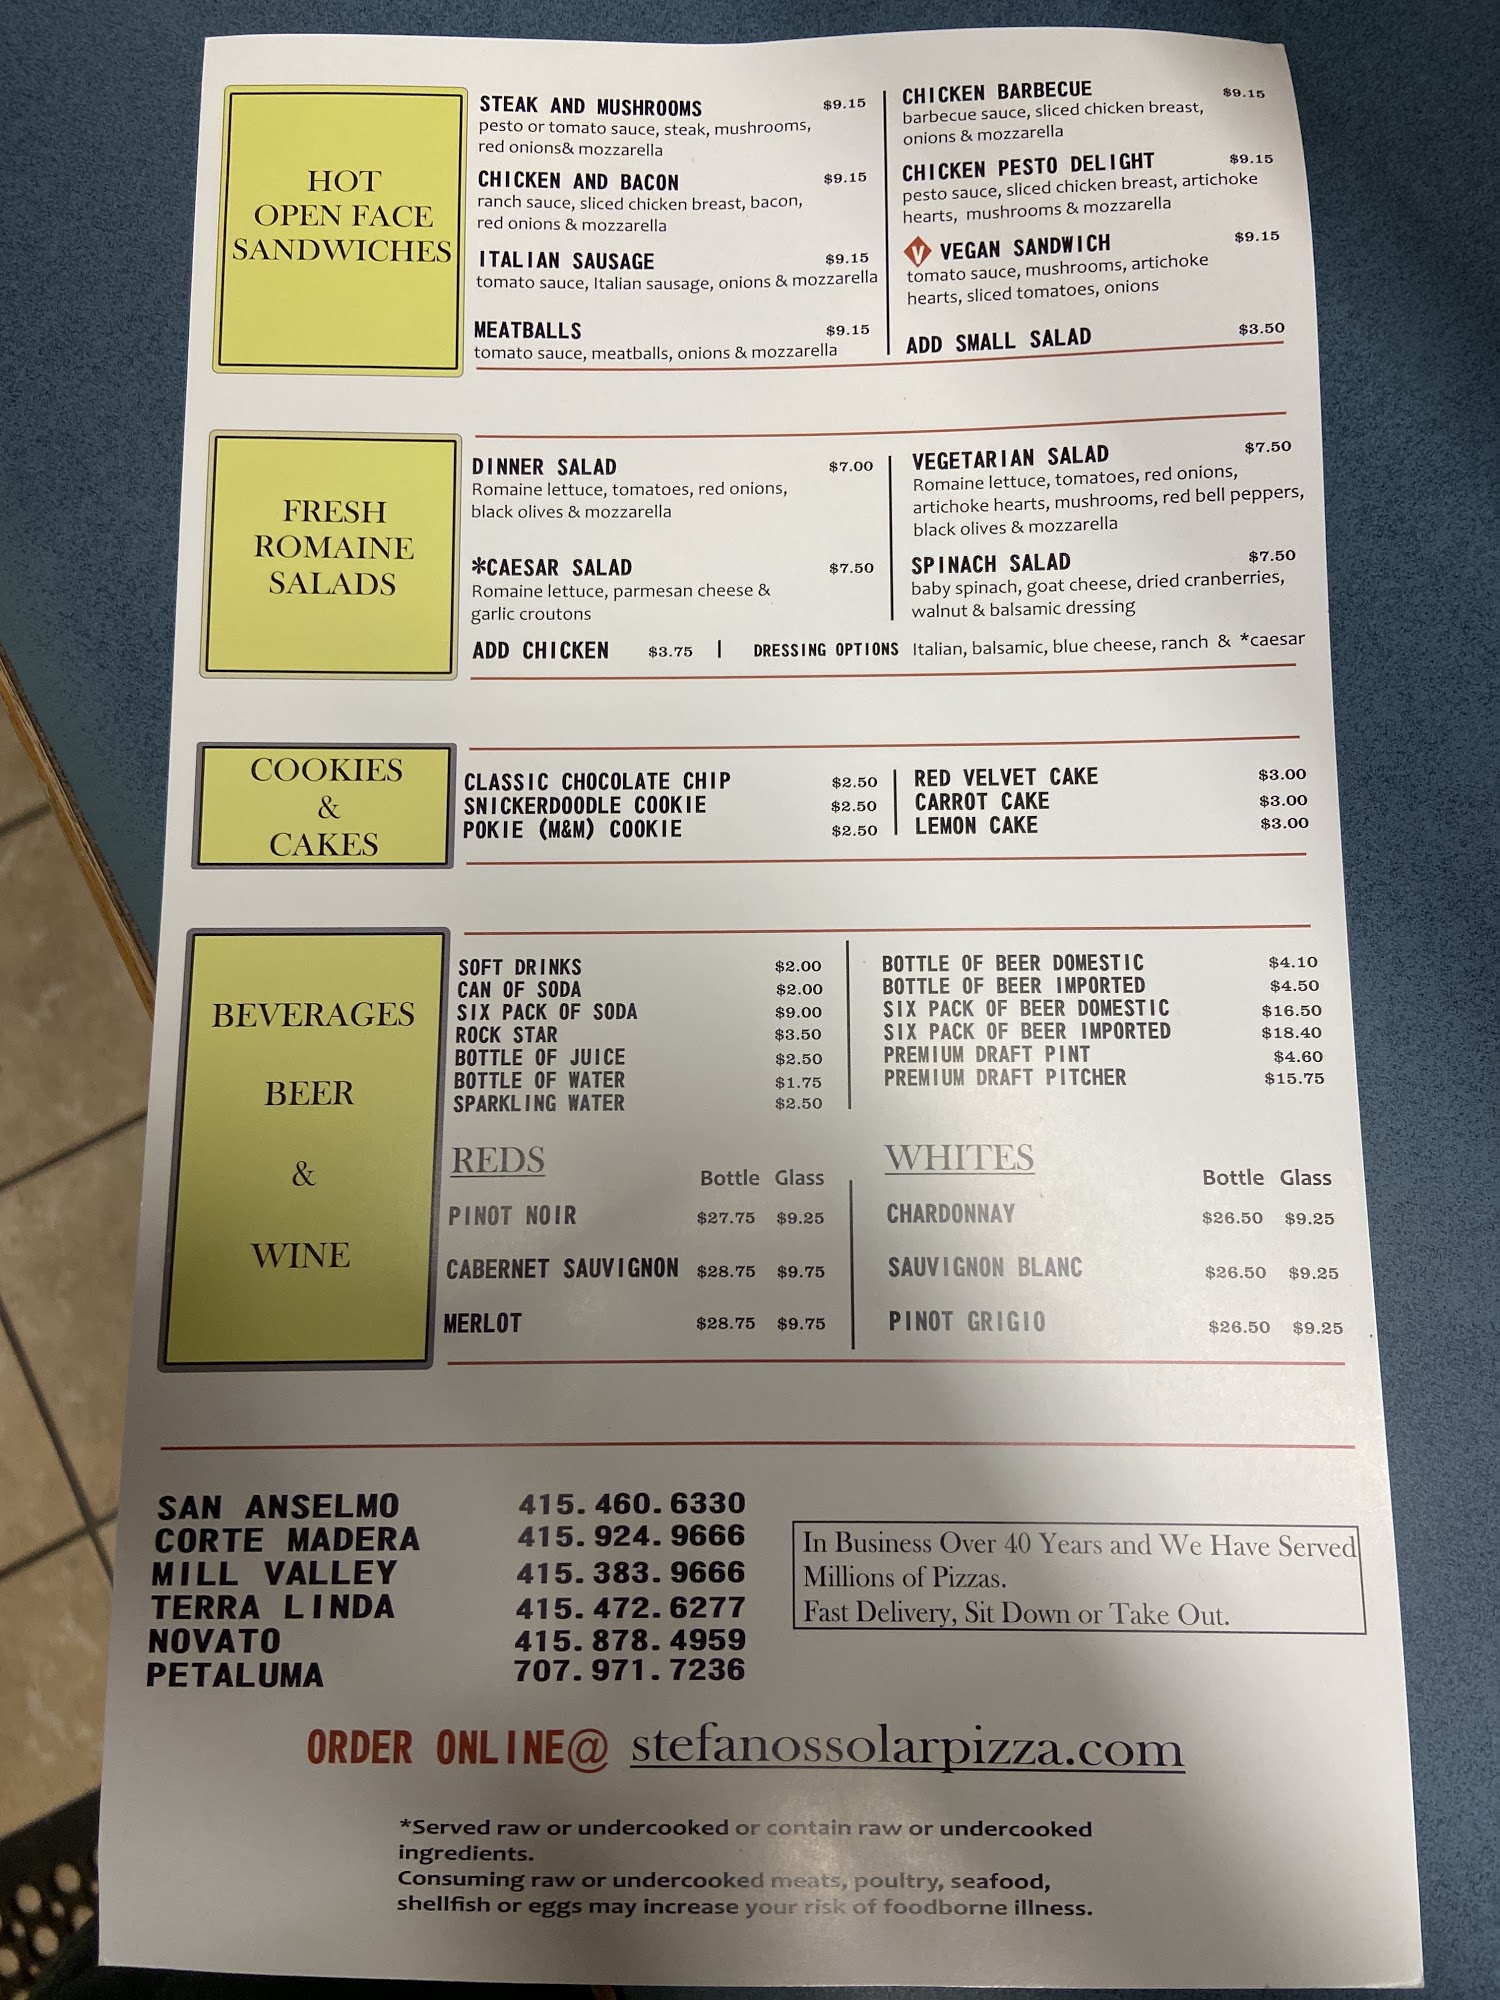 HOT
OPEN FACE
SANDWICHES
STEAK AND MUSHROOMS $9.15
pesto or tomato sauce, steak, mushrooms,
red onions& mozzarella
CHICKEN AND BACON $9.15
ranch sauce, sliced chicken breast, bacon,
red onions & mozzarella
ITALIAN SAUSAGE $9.15
tomato sauce, Italian sausage, onions & mozzarella
MEATBALLS $9.15
tomato sauce, meatballs, onions & mozzarella
CHICKEN BARBECUE $9.15
barbecue sauce, sliced chicken breast,
onions & mozzarella
CHICKEN PESTO DELIGHT $9.15
pesto sauce, sliced chicken breast, artichoke
hearts, mushrooms & mozzarella
V VEGAN SANDWICH $9.15
tomato sauce, mushrooms, artichoke
hearts, sliced tomatoes, onions
ADD SMALL SALAD $3.50
FRESH
ROMAINE
SALADS
DINNER SALAD $7.00
Romaine lettuce, tomatoes, red onions,
black olives & mozzarella
*CAESAR SALAD $7.50
Romaine lettuce, parmesan cheese &
garlic croutons
VEGETARIAN SALAD $7.50
Romaine lettuce, tomatoes, red onions,
artichoke hearts, mushrooms, red bell peppers,
black olives & mozzarella
SPINACH SALAD $7.50
baby spinach, goat cheese, dried cranberries,
walnut & balsamic dressing
ADD CHICKEN $3.75 | DRESSING OPTIONS Italian, balsamic, blue cheese, ranch & *caesar
COOKIES
&
CAKES
CLASSIC CHOCOLATE CHIP $2.50
SNICKERDOODLE COOKIE $2.50
POKIE (M&M) COOKIE $2.50
RED VELVET CAKE $3.00
CARROT CAKE $3.00
LEMON CAKE $3.00
BEVERAGES
BEER
&
WINE
SOFT DRINKS $2.00
CAN OF SODA $2.00
SIX PACK OF SODA $9.00
ROCK STAR $3.50
BOTTLE OF JUICE $2.50
BOTTLE OF WATER $1.75
SPARKLING WATER $2.50
BOTTLE OF BEER DOMESTIC $4.10
BOTTLE OF BEER IMPORTED $4.50
SIX PACK OF BEER DOMESTIC $16.50
SIX PACK OF BEER IMPORTED $18.40
PREMIUM DRAFT PINT $4.60
PREMIUM DRAFT PITCHER $15.75
REDS
Bottle Glass
PINOT NOIR $27.75 $9.25
CABERNET SAUVIGNON $28.75 $9.75
MERLOT $28.75 $9.75
WHITES
Bottle Glass
CHARDONNAY $26.50 $9.25
SAUVIGNON BLANC $26.50 $9.25
PINOT GRIGIO $26.50 $9.25
SAN ANSELMO 415.460.6330
CORTE MADERA 415.924.9666
MILL VALLEY 415.383.9666
TERRA LINDA 415.472.6277
NOVATO 415.878.4959
PETALUMA 707.971.7236
In Business Over 40 Years and We Have Served
Millions of Pizzas.
Fast Delivery, Sit Down or Take Out.
ORDER ONLINE@ stefanossolarpizza.com
*Served raw or undercooked or contain raw or undercooked
ingredients.
Consuming raw or undercooked meats, poultry, seafood,
shellfish or eggs may increase your risk of foodborne illness.